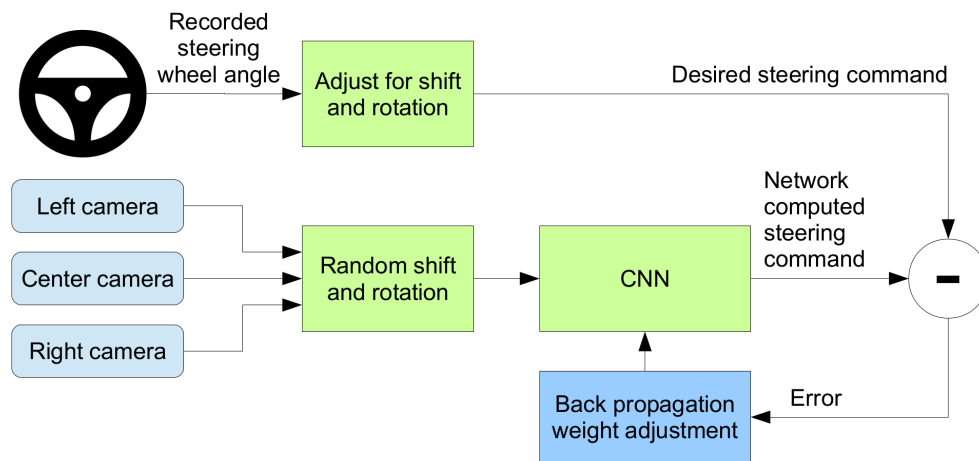 Recorded
steering
wheel angle
Adjust for shift
and rotation
Desired steering command
Left camera
Center camera
Right camera
Random shift
and rotation
CNN
Network
computed
steering
command
-
Back propagation
weight adjustment
Error